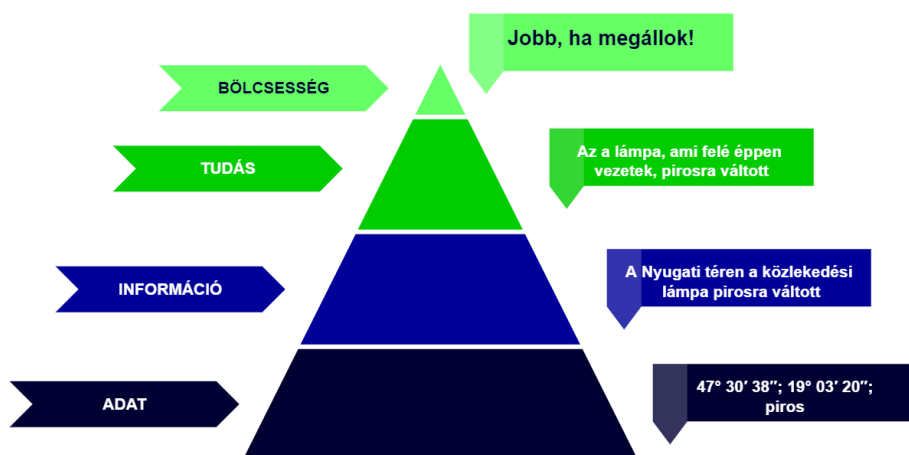 Jobb, ha megállok!
BÖLCSESSÉG
Az a lámpa, ami felé éppen
vezetek, pirosra váltott
TUDÁS
A Nyugati téren a közlekedési
lámpa pirosra váltott
INFORMÁCIÓ
47° 30′ 38″; 19° 03′ 20″;
piros
ADAT